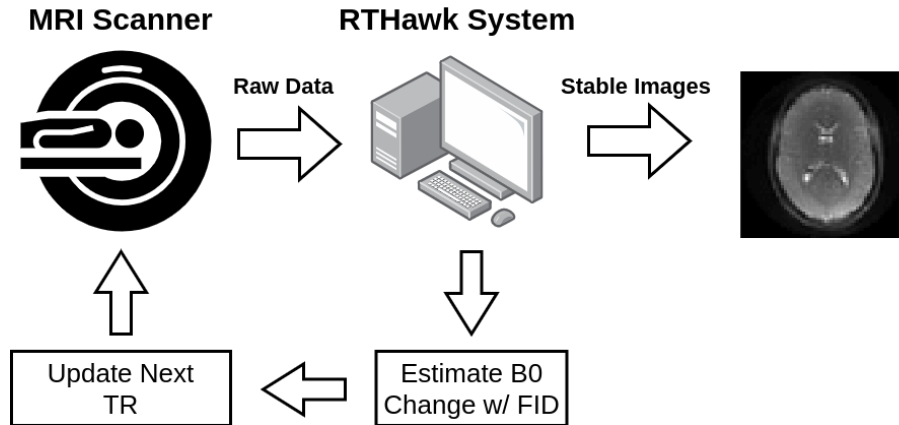 MRI Scanner
RTHawk System
Raw Data
Stable Images
Update Next
TR
Estimate B0
Change w/ FID